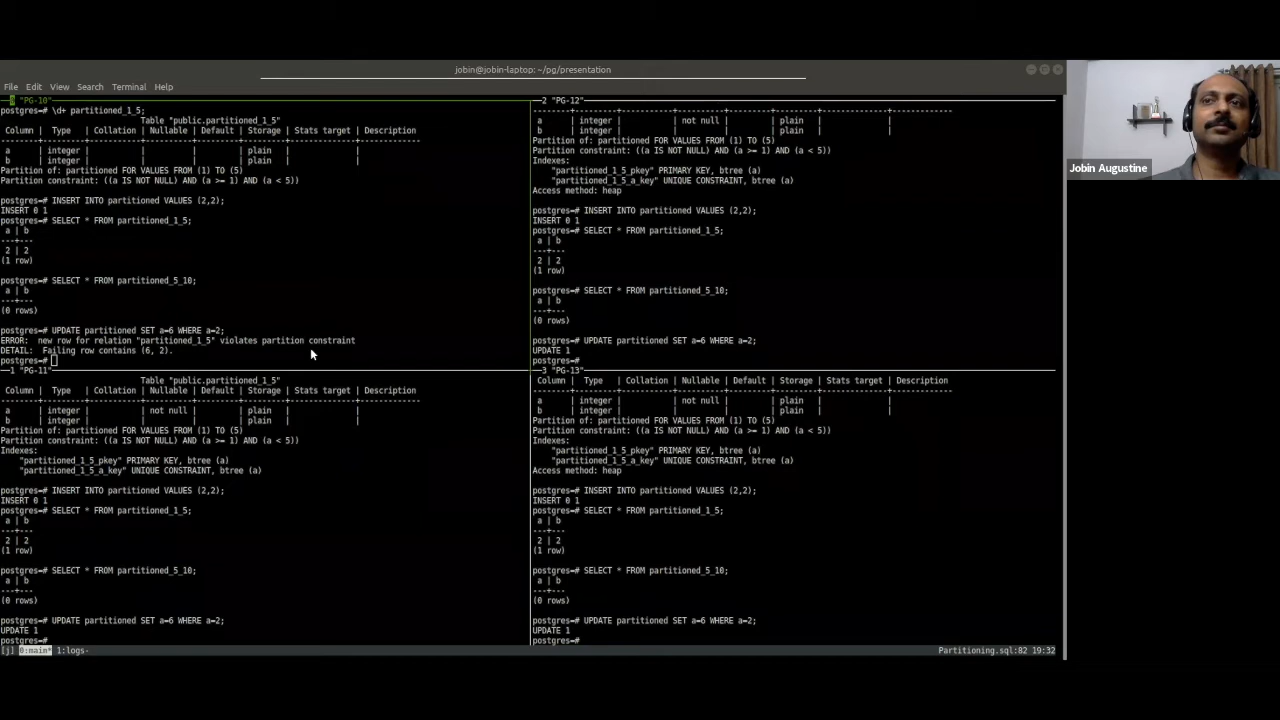 jobin@jobin-laptop: ~/pg/presentation
File Edit View Search Terminal Help
0 "PG-10"
postgres=# \d+ partitioned_1_5;
Table "public.partitioned_1_5"
Column | Type | Collation | Nullable | Default | Storage | Stats target | Description
--------+---------+-----------+----------+---------+---------+--------------+-------------
a | integer | | | | plain | |
b | integer | | | | plain | |
Partition of: partitioned FOR VALUES FROM (1) TO (5)
Partition constraint: ((a IS NOT NULL) AND (a >= 1) AND (a < 5))
postgres=# INSERT INTO partitioned VALUES (2,2);
INSERT 0 1
postgres=# SELECT * FROM partitioned_1_5;
a | b
---+---
2 | 2
(1 row)
postgres=# SELECT * FROM partitioned_5_10;
a | b
---+---
(0 rows)
postgres=# UPDATE partitioned SET a=6 WHERE a=2;
ERROR: new row for relation "partitioned_1_5" violates partition constraint
DETAIL: Failing row contains (6, 2).
postgres=#
1 "PG-11"
Table "public.partitioned_1_5"
Column | Type | Collation | Nullable | Default | Storage | Stats target | Description
--------+---------+-----------+----------+---------+---------+--------------+-------------
a | integer | | not null | | plain | |
b | integer | | | | plain | |
Partition of: partitioned FOR VALUES FROM (1) TO (5)
Partition constraint: ((a IS NOT NULL) AND (a >= 1) AND (a < 5))
Indexes:
"partitioned_1_5_pkey" PRIMARY KEY, btree (a)
"partitioned_1_5_a_key" UNIQUE CONSTRAINT, btree (a)
postgres=# INSERT INTO partitioned VALUES (2,2);
INSERT 0 1
postgres=# SELECT * FROM partitioned_1_5;
a | b
---+---
2 | 2
(1 row)
postgres=# SELECT * FROM partitioned_5_10;
a | b
---+---
(0 rows)
postgres=# UPDATE partitioned SET a=6 WHERE a=2;
UPDATE 1
postgres=#
2 "PG-12"
--------+---------+-----------+----------+---------+---------+--------------+-------------
a | integer | | not null | | plain | |
b | integer | | | | plain | |
Partition of: partitioned FOR VALUES FROM (1) TO (5)
Partition constraint: ((a IS NOT NULL) AND (a >= 1) AND (a < 5))
Indexes:
"partitioned_1_5_pkey" PRIMARY KEY, btree (a)
"partitioned_1_5_a_key" UNIQUE CONSTRAINT, btree (a)
Access method: heap
postgres=# INSERT INTO partitioned VALUES (2,2);
INSERT 0 1
postgres=# SELECT * FROM partitioned_1_5;
a | b
---+---
2 | 2
(1 row)
postgres=# SELECT * FROM partitioned_5_10;
a | b
---+---
(0 rows)
postgres=# UPDATE partitioned SET a=6 WHERE a=2;
UPDATE 1
postgres=#
3 "PG-13"
Column | Type | Collation | Nullable | Default | Storage | Stats target | Description
--------+---------+-----------+----------+---------+---------+--------------+-------------
a | integer | | not null | | plain | |
b | integer | | | | plain | |
Partition of: partitioned FOR VALUES FROM (1) TO (5)
Partition constraint: ((a IS NOT NULL) AND (a >= 1) AND (a < 5))
Indexes:
"partitioned_1_5_pkey" PRIMARY KEY, btree (a)
"partitioned_1_5_a_key" UNIQUE CONSTRAINT, btree (a)
Access method: heap
postgres=# INSERT INTO partitioned VALUES (2,2);
INSERT 0 1
postgres=# SELECT * FROM partitioned_1_5;
a | b
---+---
2 | 2
(1 row)
postgres=# SELECT * FROM partitioned_5_10;
a | b
---+---
(0 rows)
postgres=# UPDATE partitioned SET a=6 WHERE a=2;
UPDATE 1
postgres=#
[j] 0:main* 1:logs- Partitioning.sql:82 19:32
Jobin Augustine